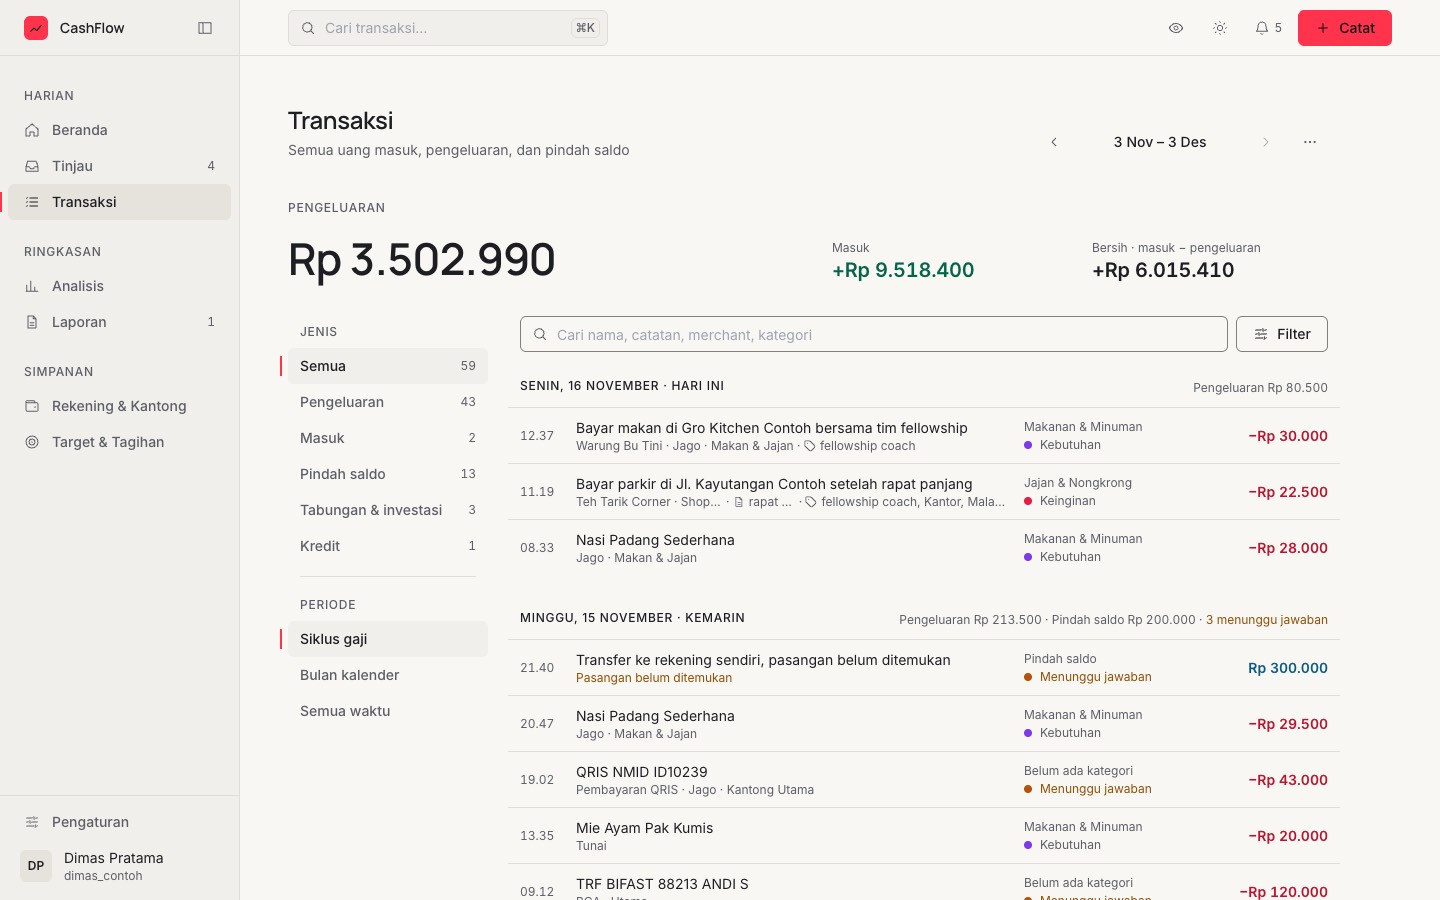 CashFlow
Cari transaksi... ⌘K
5
Catat
HARIAN
Beranda
Tinjau 4
Transaksi
RINGKASAN
Analisis
Laporan 1
SIMPANAN
Rekening & Kantong
Target & Tagihan
Pengaturan
DP
Dimas Pratama
dimas_contoh
Transaksi
Semua uang masuk, pengeluaran, dan pindah saldo
3 Nov – 3 Des
PENGELUARAN
Rp 3.502.990
Masuk
+Rp 9.518.400
Bersih · masuk − pengeluaran
+Rp 6.015.410
JENIS
Semua 59
Pengeluaran 43
Masuk 2
Pindah saldo 13
Tabungan & investasi 3
Kredit 1
PERIODE
Siklus gaji
Bulan kalender
Semua waktu
Cari nama, catatan, merchant, kategori
Filter
SENIN, 16 NOVEMBER · HARI INI Pengeluaran Rp 80.500
12.37 Bayar makan di Gro Kitchen Contoh bersama tim fellowship
Warung Bu Tini · Jago · Makan & Jajan · fellowship coach
Makanan & Minuman
Kebutuhan
−Rp 30.000
11.19 Bayar parkir di Jl. Kayutangan Contoh setelah rapat panjang
Teh Tarik Corner · Shop... · rapat ... · fellowship coach, Kantor, Mala...
Jajan & Nongkrong
Keinginan
−Rp 22.500
08.33 Nasi Padang Sederhana
Jago · Makan & Jajan
Makanan & Minuman
Kebutuhan
−Rp 28.000
MINGGU, 15 NOVEMBER · KEMARIN Pengeluaran Rp 213.500 · Pindah saldo Rp 200.000 · 3 menunggu jawaban
21.40 Transfer ke rekening sendiri, pasangan belum ditemukan
Pasangan belum ditemukan
Pindah saldo
Menunggu jawaban
Rp 300.000
20.47 Nasi Padang Sederhana
Jago · Makan & Jajan
Makanan & Minuman
Kebutuhan
−Rp 29.500
19.02 QRIS NMID ID10239
Pembayaran QRIS · Jago · Kantong Utama
Belum ada kategori
Menunggu jawaban
−Rp 43.000
13.35 Mie Ayam Pak Kumis
Tunai
Makanan & Minuman
Kebutuhan
−Rp 20.000
09.12 TRF BIFAST 88213 ANDI S
Belum ada kategori
−Rp 120.000